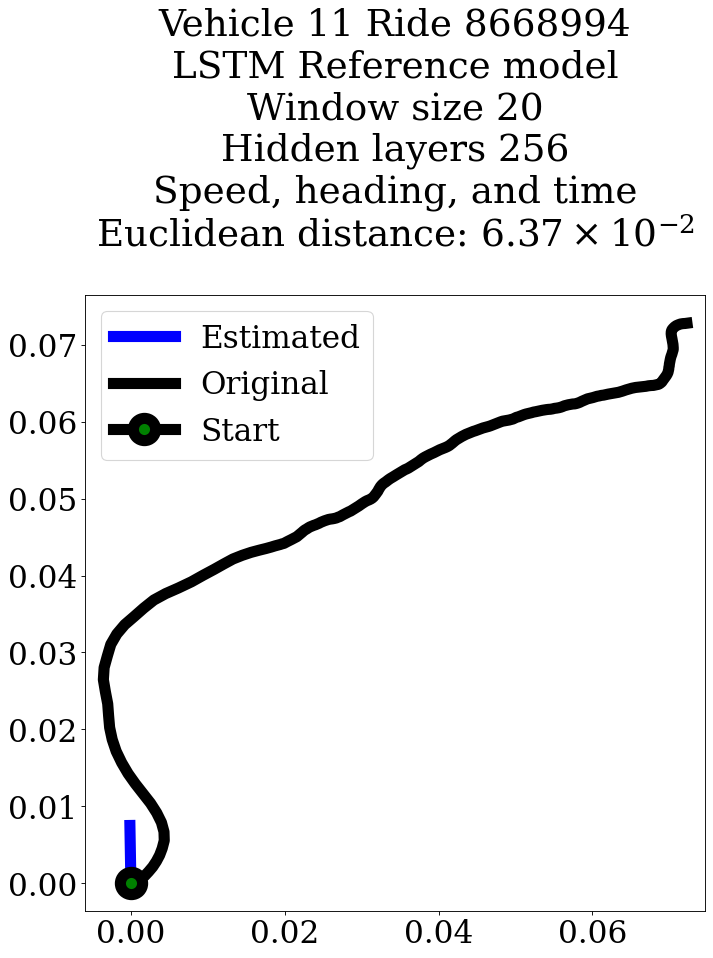 Vehicle 11 Ride 8668994
LSTM Reference model
Window size 20
Hidden layers 256
Speed, heading, and time
Euclidean distance: 6.37 × 10⁻²
Estimated
Original
Start
0.07
0.06
0.05
0.04
0.03
0.02
0.01
0.00
0.00 0.02 0.04 0.06